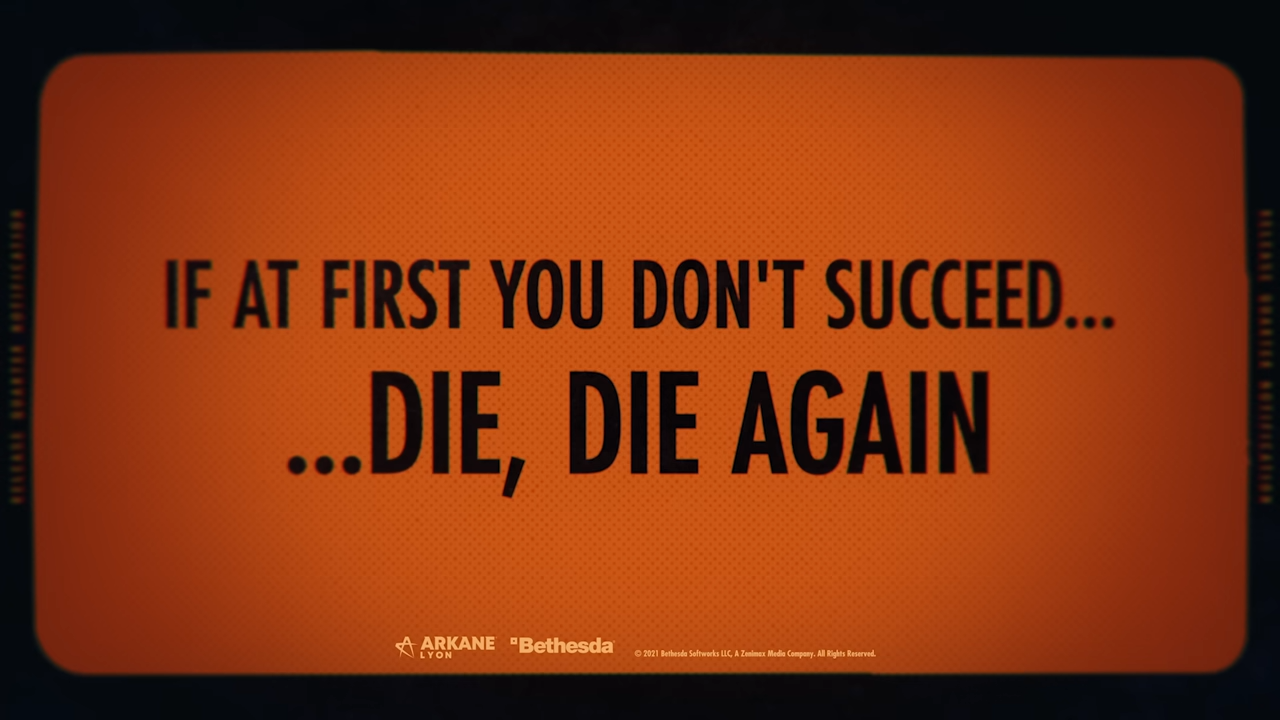 IF AT FIRST YOU DON'T SUCCEED...
...DIE, DIE AGAIN
ARKANE
LYON
Bethesda
© 2021 Bethesda Softworks LLC, A Zenimax Media Company. All Rights Reserved.